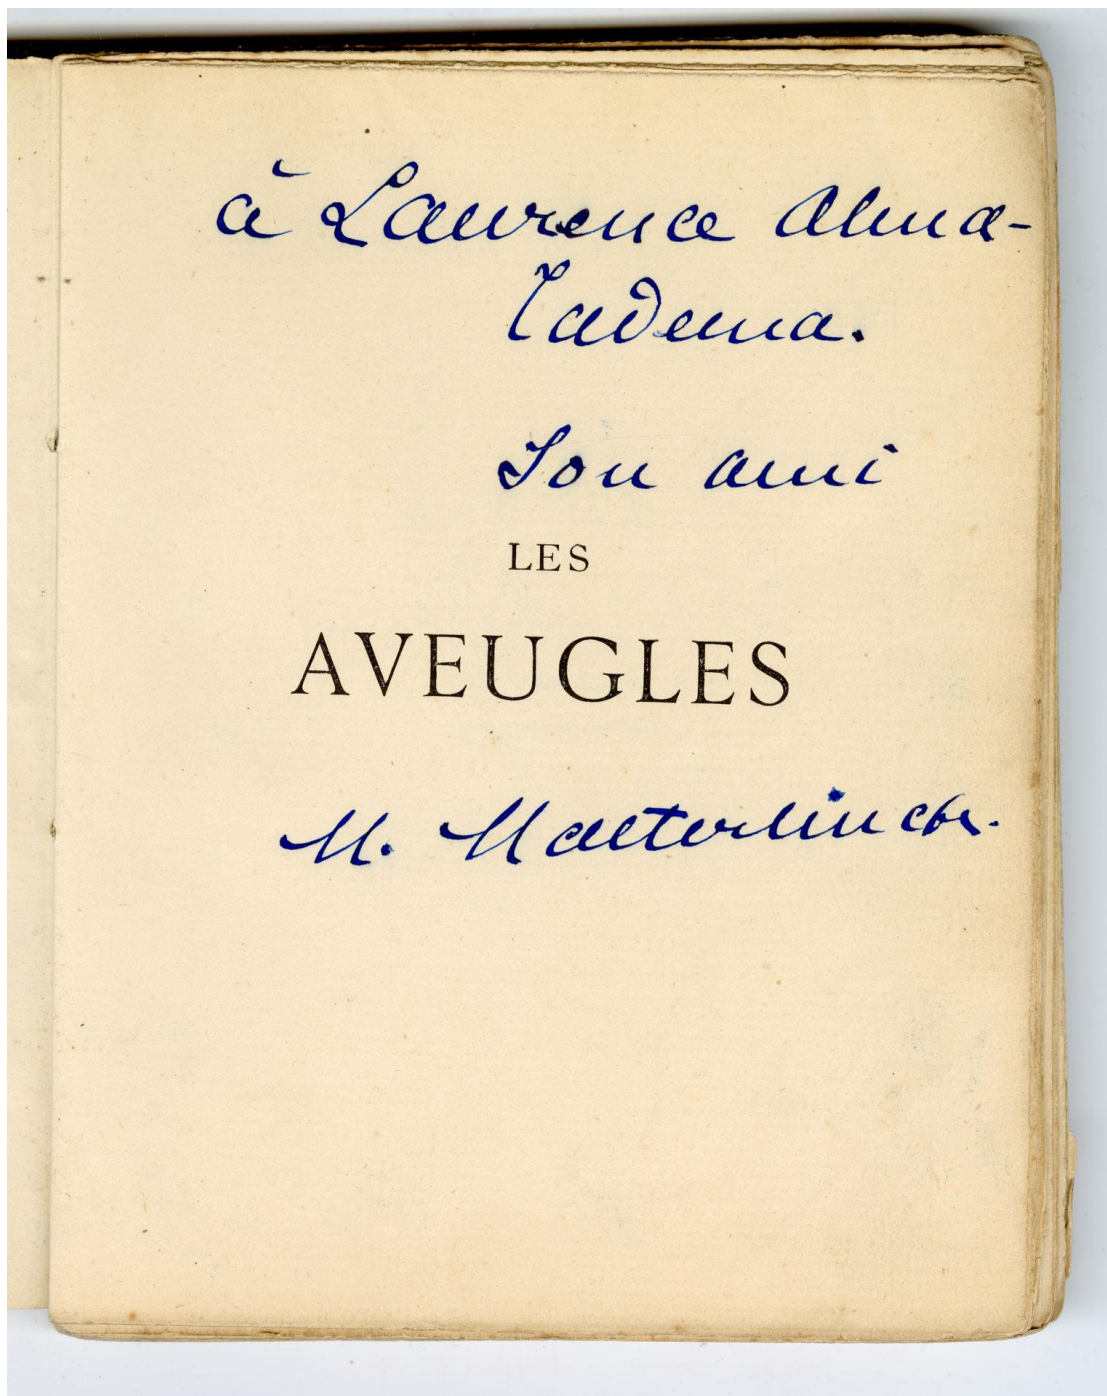 à Laurence Alma-
Tadema.
Son ami
LES
AVEUGLES
M. Maeterlinck.